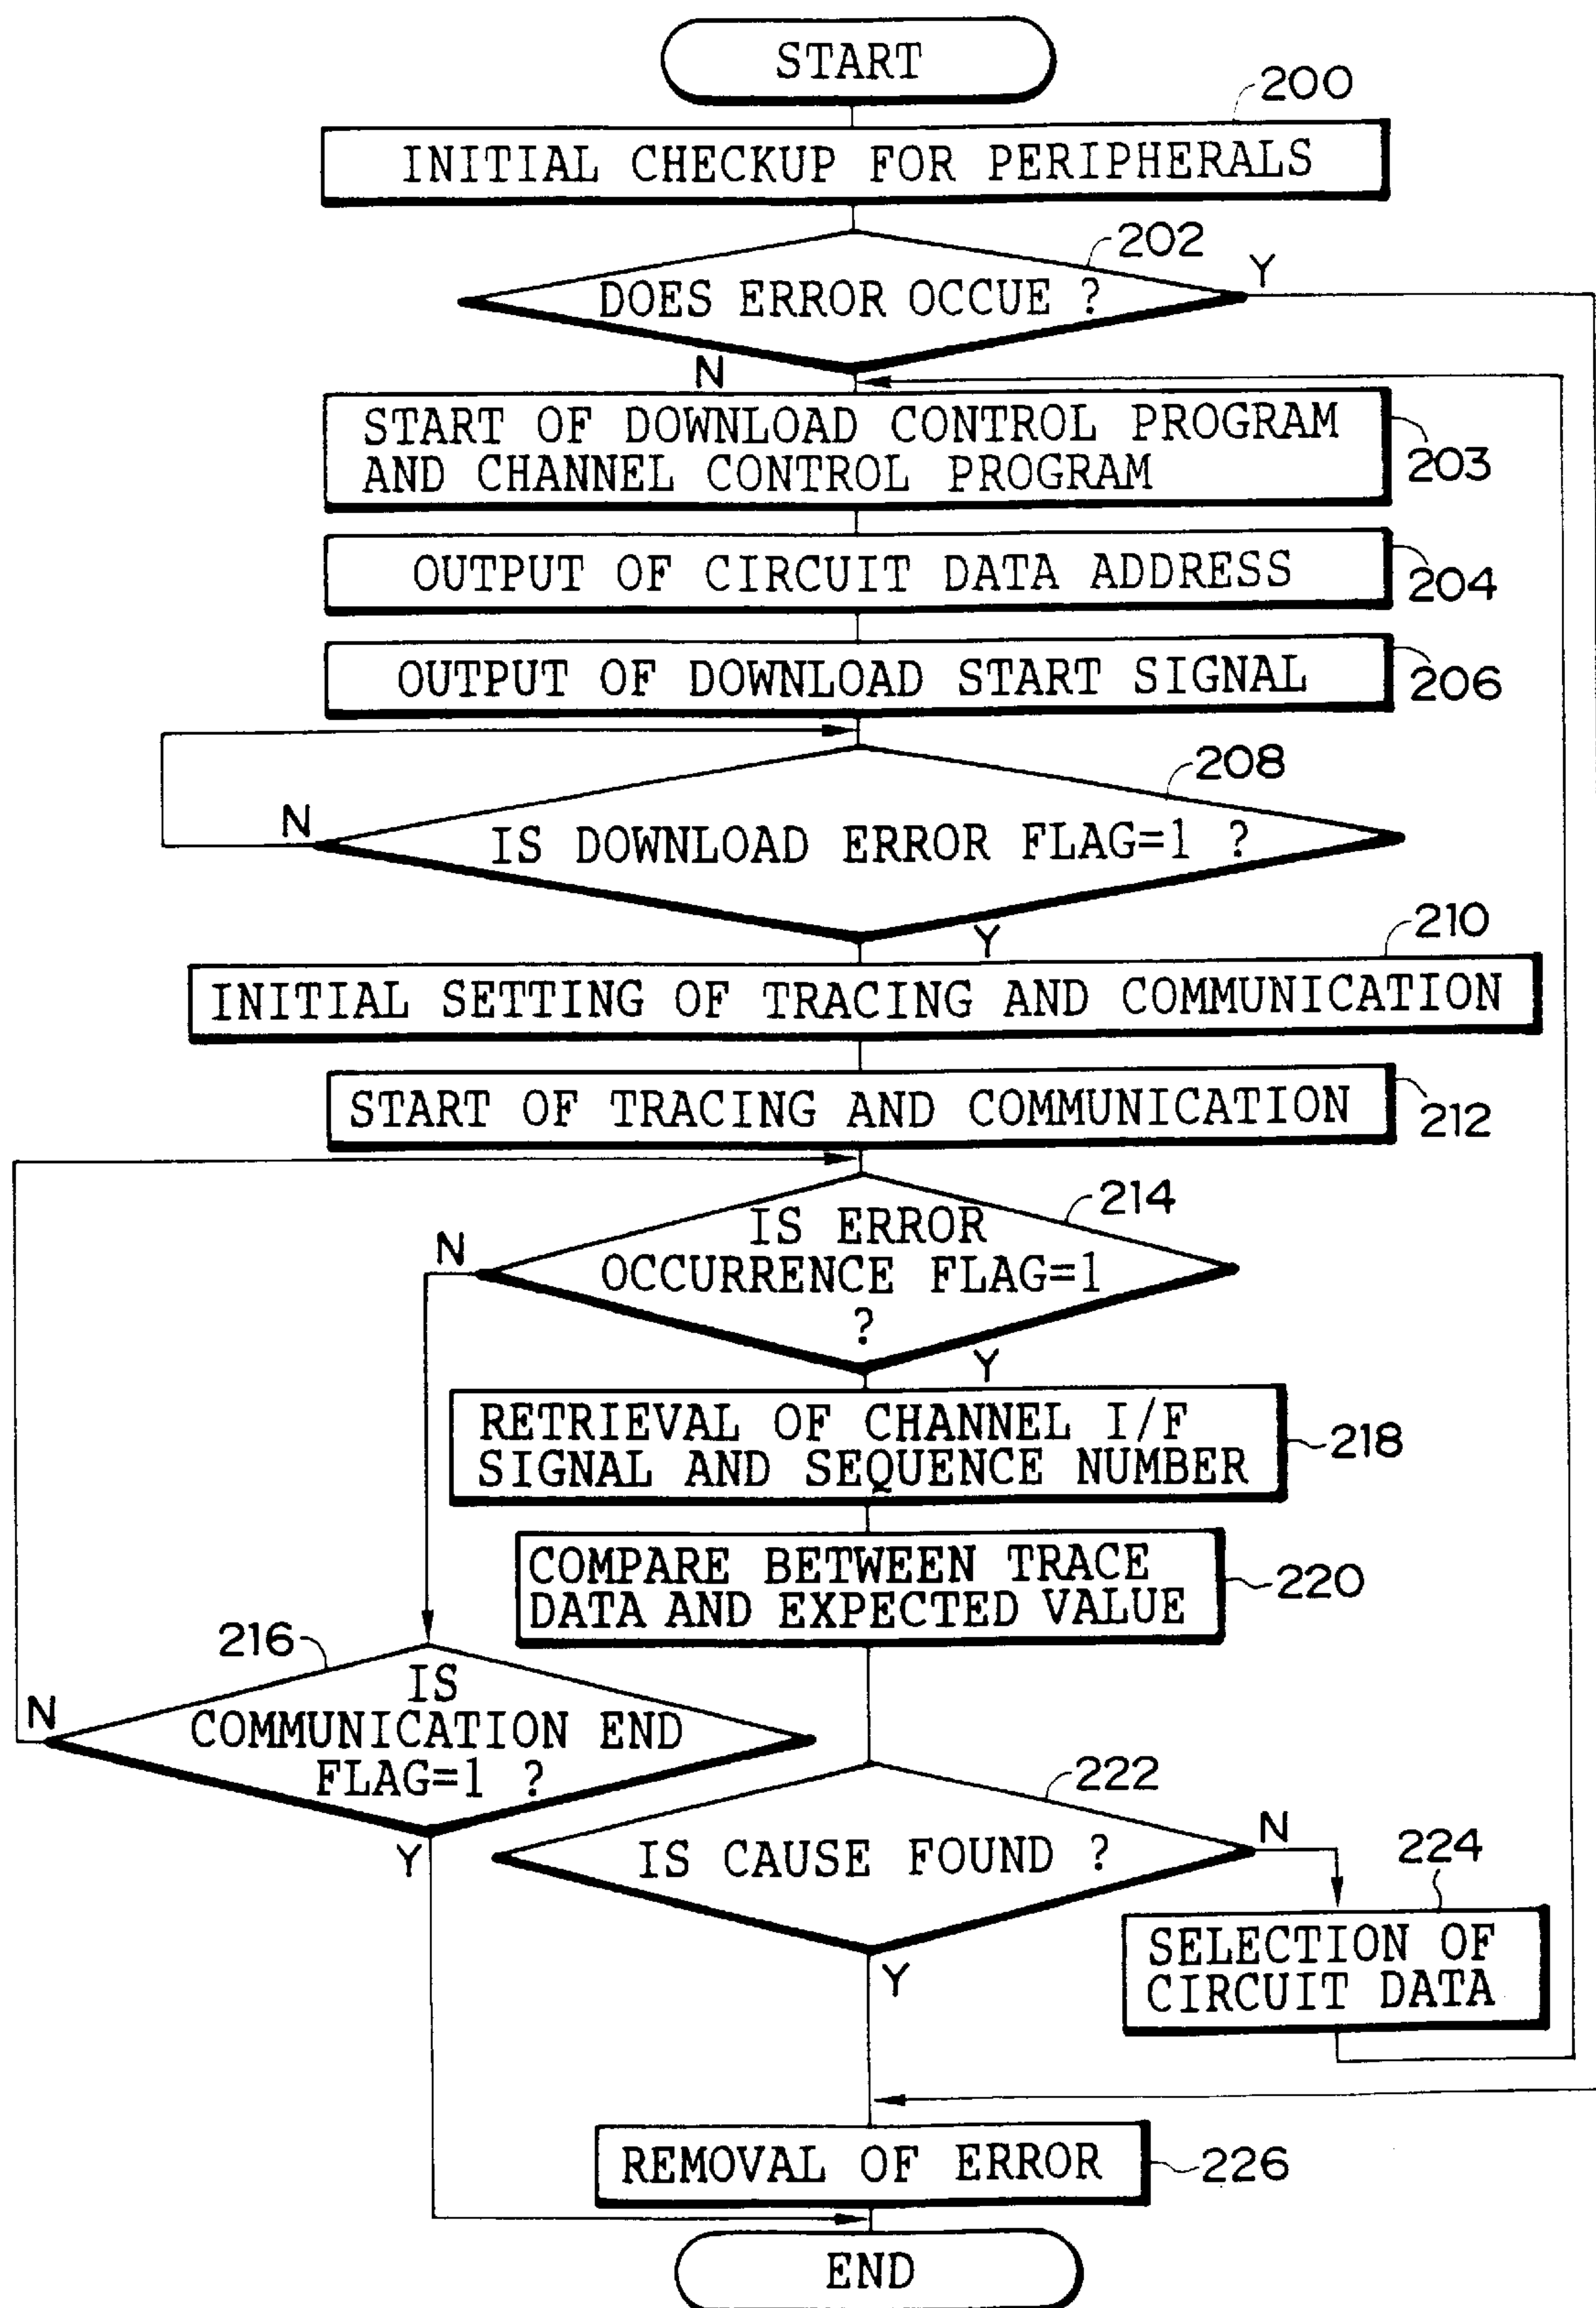 START
200
INITIAL CHECKUP FOR PERIPHERALS
202
DOES ERROR OCCUE ?
Y
N
START OF DOWNLOAD CONTROL PROGRAM
AND CHANNEL CONTROL PROGRAM
203
OUTPUT OF CIRCUIT DATA ADDRESS
204
OUTPUT OF DOWNLOAD START SIGNAL
206
208
N
IS DOWNLOAD ERROR FLAG=1 ?
Y
210
INITIAL SETTING OF TRACING AND COMMUNICATION
START OF TRACING AND COMMUNICATION
212
214
N
IS ERROR
OCCURRENCE FLAG=1
?
Y
RETRIEVAL OF CHANNEL I/F
SIGNAL AND SEQUENCE NUMBER
218
COMPARE BETWEEN TRACE
DATA AND EXPECTED VALUE
220
216
N
IS
COMMUNICATION END
FLAG=1 ?
Y
222
IS CAUSE FOUND ?
N
Y
224
SELECTION OF
CIRCUIT DATA
REMOVAL OF ERROR
226
END